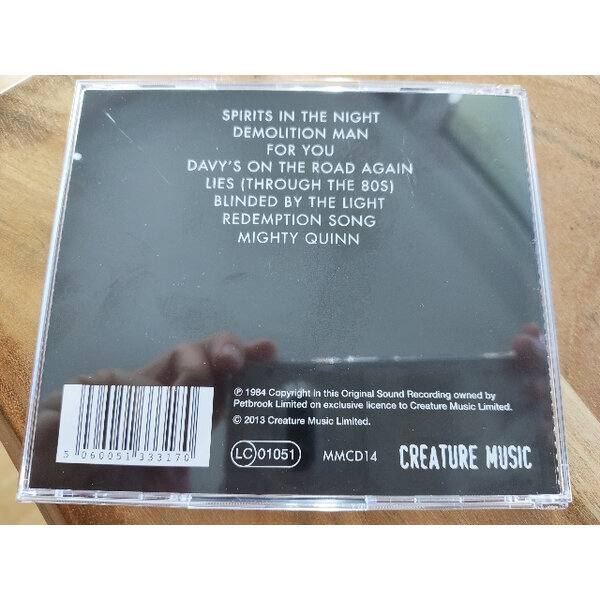 SPIRITS IN THE NIGHT
DEMOLITION MAN
FOR YOU
DAVY'S ON THE ROAD AGAIN
LIES (THROUGH THE 80S)
BLINDED BY THE LIGHT
REDEMPTION SONG
MIGHTY QUINN
℗ 1984 Copyright in this Original Sound Recording owned by
Petbrook Limited on exclusive licence to Creature Music Limited.
© 2013 Creature Music Limited.
5 060051 333170
LC 01051
MMCD14
CREATURE MUSIC